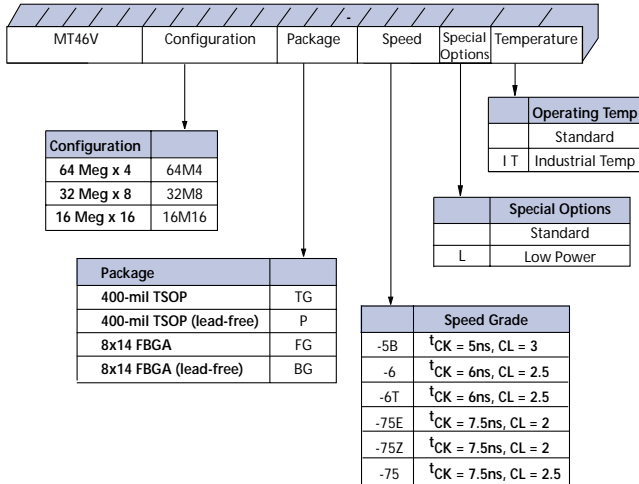 -
MT46V Configuration Package Speed Special Options Temperature
Configuration
64 Meg x 4 64M4
32 Meg x 8 32M8
16 Meg x 16 16M16
Package
400-mil TSOP TG
400-mil TSOP (lead-free) P
8x14 FBGA FG
8x14 FBGA (lead-free) BG
Operating Temp
Standard
IT Industrial Temp
Special Options
Standard
L Low Power
Speed Grade
-5B tCK = 5ns, CL = 3
-6 tCK = 6ns, CL = 2.5
-6T tCK = 6ns, CL = 2.5
-75E tCK = 7.5ns, CL = 2
-75Z tCK = 7.5ns, CL = 2
-75 tCK = 7.5ns, CL = 2.5